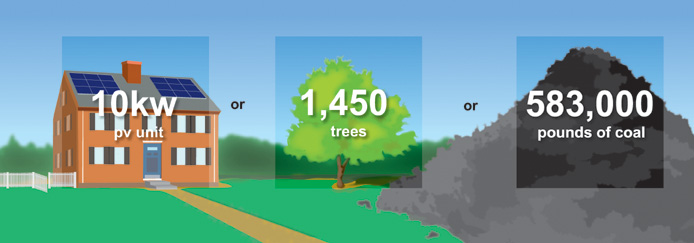 10kw
pv unit
or
1,450
trees
or
583,000
pounds of coal